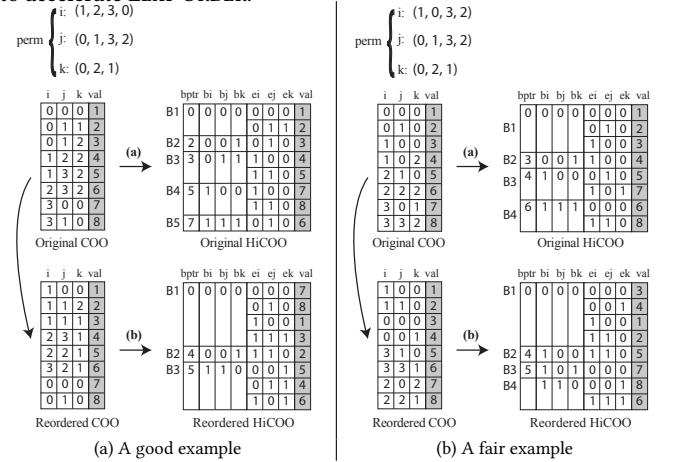 to accelerate LEXI-ORDER.
perm
i: (1, 2, 3, 0)
j: (0, 1, 3, 2)
k: (0, 2, 1)
i j k val
0 0 0 1
0 1 1 2
0 1 2 3
1 2 2 4
1 3 2 5
2 3 2 6
3 0 0 7
3 1 0 8
Original COO
(a)
bptr bi bj bk ei ej ek val
B1 0 0 0 0 0 0 0 1
0 1 1 2
B2 2 0 0 1 0 1 0 3
B3 3 0 1 1 1 0 0 4
1 1 0 5
B4 5 1 0 0 1 0 0 7
1 1 0 8
B5 7 1 1 1 0 1 0 6
Original HiCOO
i j k val
1 0 0 1
1 1 2 2
1 1 1 3
2 3 1 4
2 2 1 5
3 2 1 6
0 0 0 7
0 1 0 8
Reordered COO
(b)
bptr bi bj bk ei ej ek val
B1 0 0 0 0 0 0 0 7
0 1 0 8
1 0 0 1
1 1 1 3
B2 4 0 0 1 1 1 0 2
B3 5 1 1 0 0 0 1 5
0 1 1 4
1 0 1 6
Reordered HiCOO
(a) A good example
perm
i: (1, 0, 3, 2)
j: (0, 1, 3, 2)
k: (0, 2, 1)
i j k val
0 0 0 1
0 1 0 2
1 0 0 3
1 0 2 4
2 1 0 5
2 2 2 6
3 0 1 7
3 3 2 8
Original COO
(a)
bptr bi bj bk ei ej ek val
B1 0 0 0 0 0 0 0 1
0 1 0 2
1 0 0 3
B2 3 0 0 1 1 0 0 4
B3 4 1 0 0 0 1 0 5
1 0 1 7
B4 6 1 1 1 0 0 0 6
1 1 0 8
Original HiCOO
i j k val
1 0 0 1
1 1 0 2
0 0 0 3
0 0 1 4
3 1 0 5
3 3 1 6
2 0 2 7
2 2 1 8
Reordered COO
(b)
bptr bi bj bk ei ej ek val
B1 0 0 0 0 0 0 0 3
0 0 1 4
1 0 0 1
1 1 0 2
B2 4 1 0 0 1 1 0 5
B3 5 1 0 1 0 0 0 7
B4 1 1 0 0 0 1 8
1 1 1 6
Reordered HiCOO
(b) A fair example